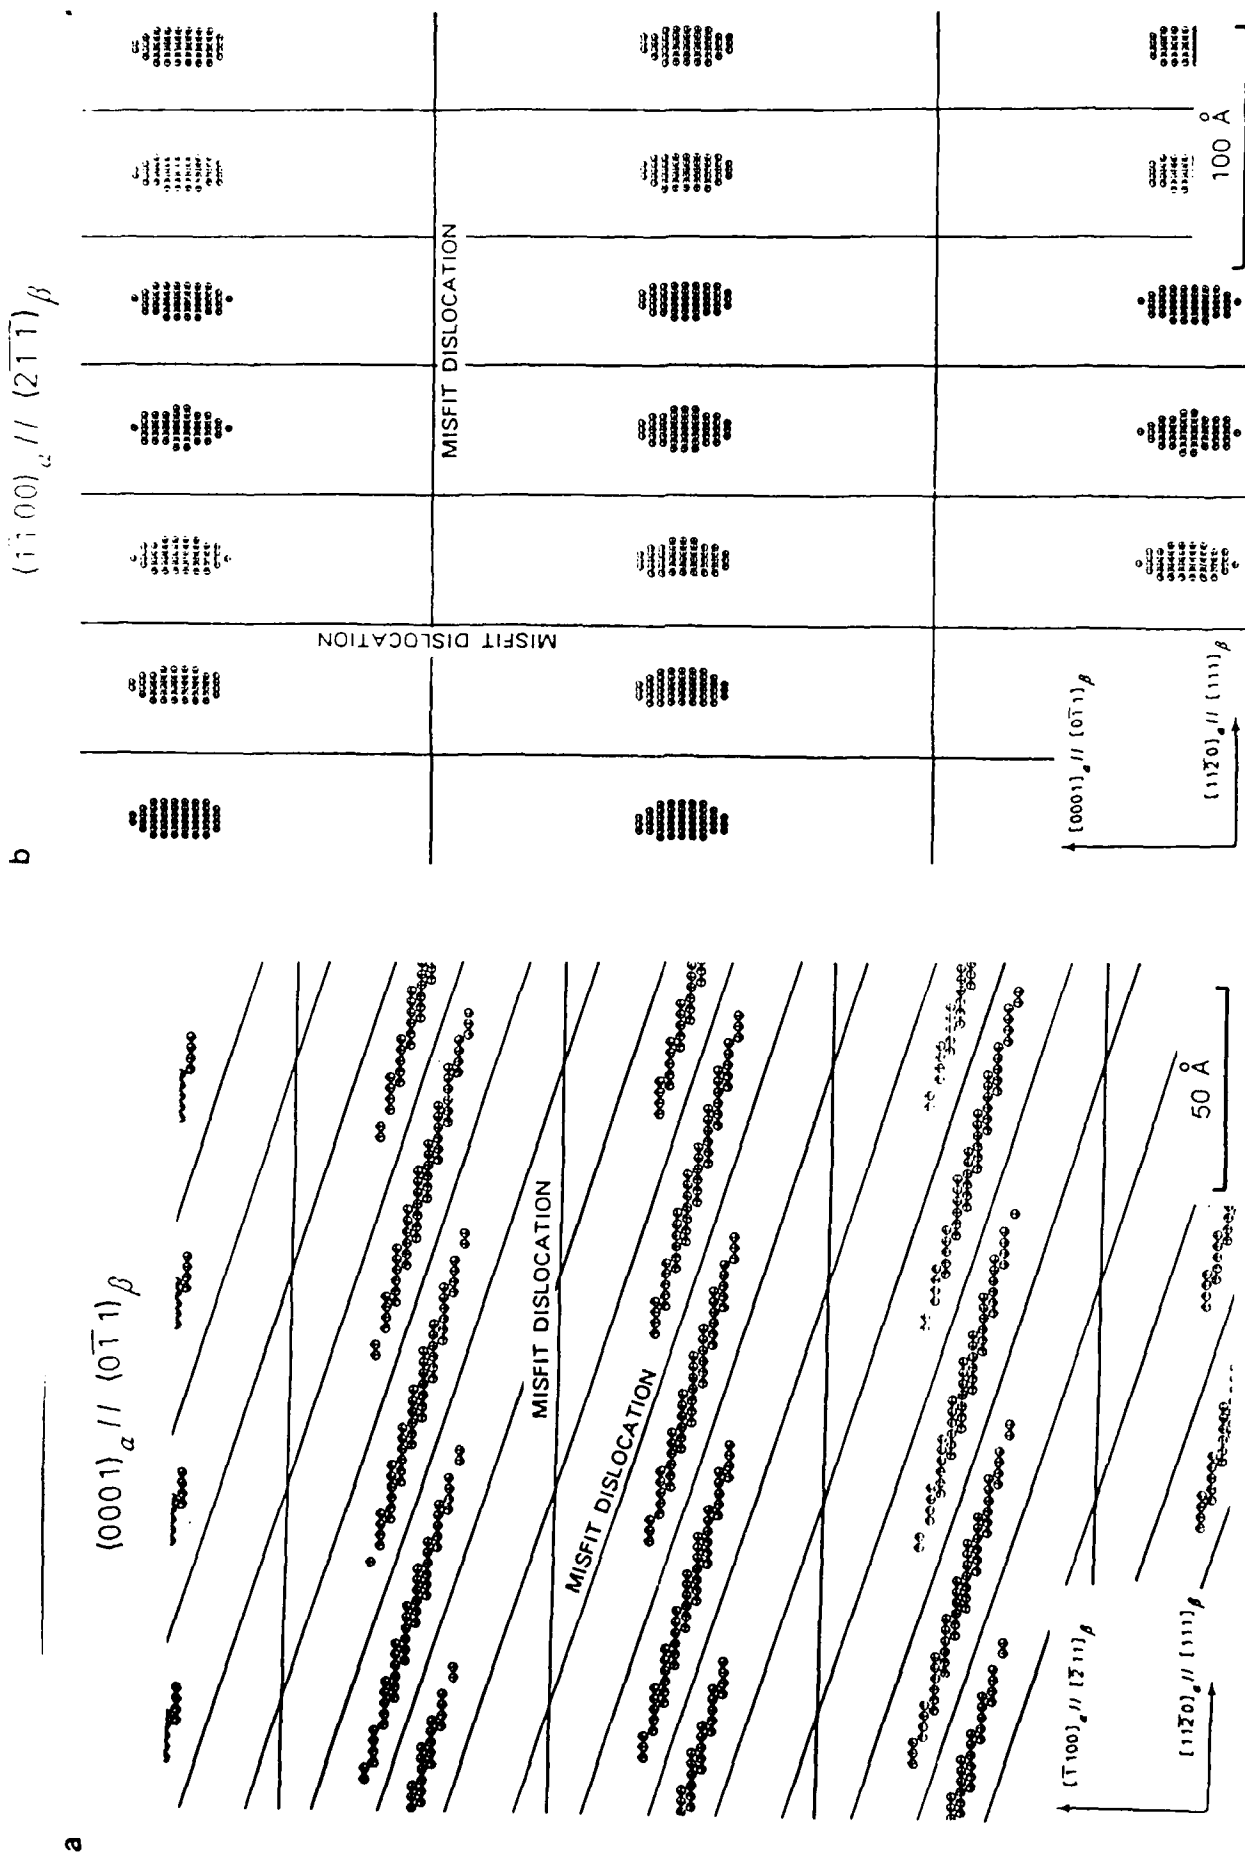 a
(0001)α // (01̅1)β
MISFIT DISLOCATION
MISFIT DISLOCATION
[1̅100]α // [2̅11]β
[112̅0]α // [111]β
50 Å
b
(1̅100)α // (21̅1̅)β
MISFIT DISLOCATION
MISFIT DISLOCATION
[0001]α // [01̅1]β
[112̅0]α // [111]β
100 Å